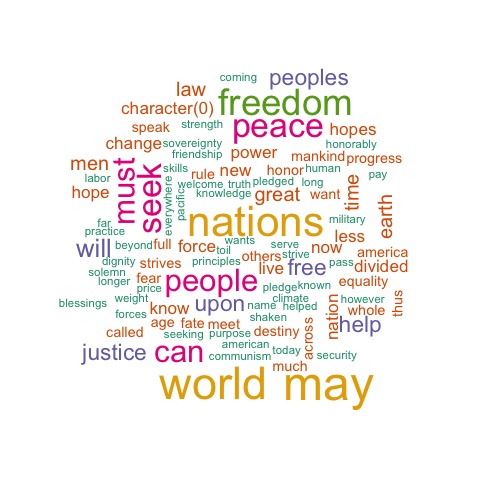 coming
law peoples
character(0) freedom
speak strength peace hopes
change sovereignty honorably
friendship power mankind progress
men skills rule new honor human pay
labor must seek welcome truth pledged long
hope everywhere pacific knowledge great want time earth
far nations military
practice
will beyond full force wants serve now less america
toil others strive
dignity strives principles live free pass divided
solemn
longer fear people pledge known equality
price
blessings weight know upon name climate however thus
forces helped nation whole
called age fate meet shaken destiny across help
seeking purpose
justice can american today security
communism much
world may